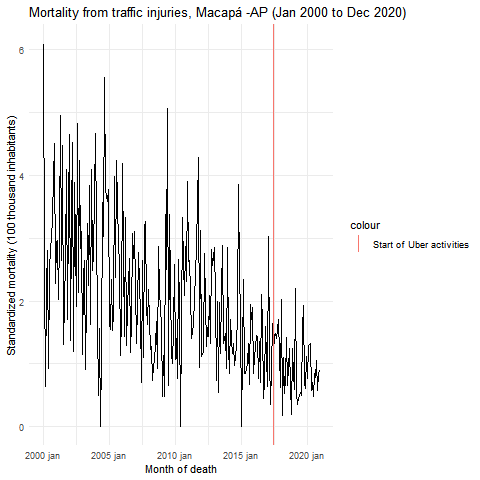 Mortality from traffic injuries, Macapá -AP (Jan 2000 to Dec 2020)
Standardized mortality (100 thousand inhabitants)
6
4
2
0
2000 jan
2005 jan
2010 jan
2015 jan
2020 jan
Month of death
colour
Start of Uber activities